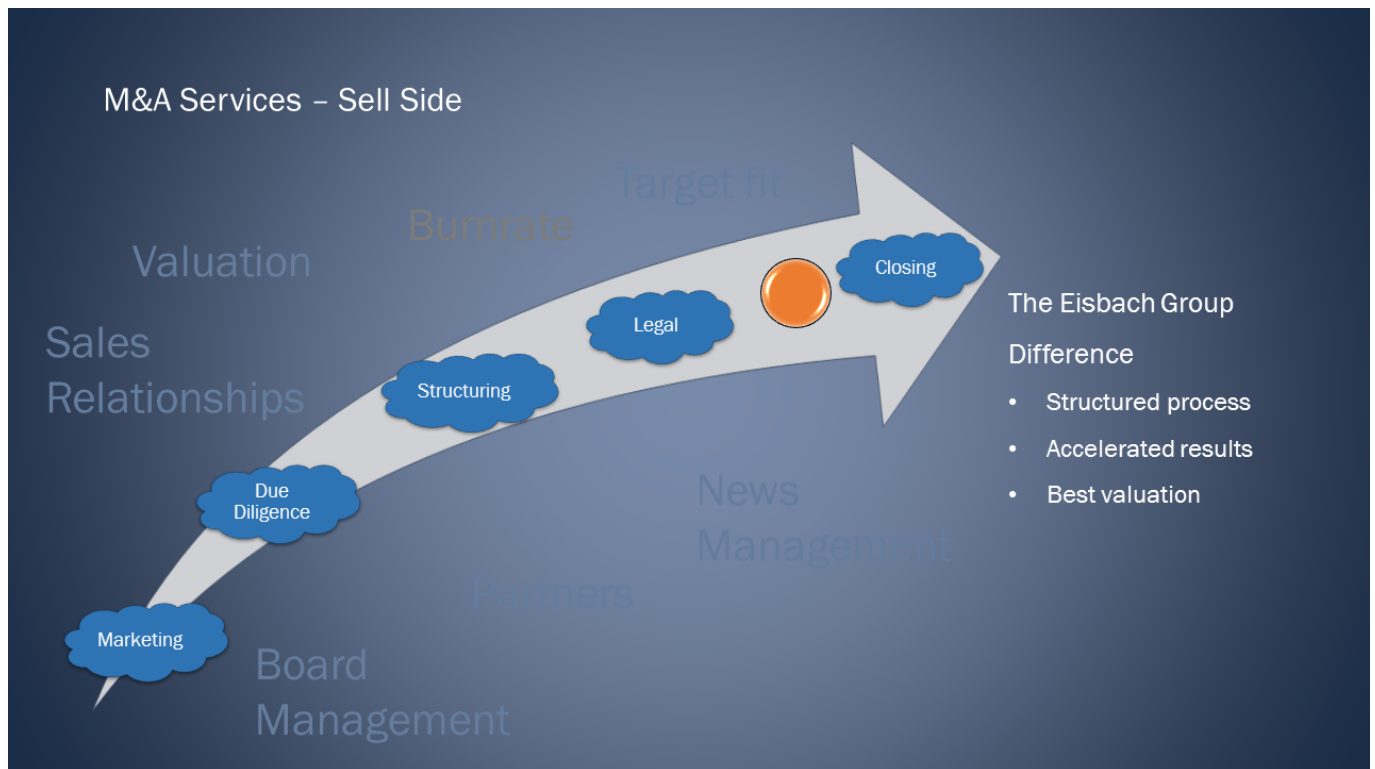 M&A Services – Sell Side
Target fit
Burnrate
Valuation
Closing
The Eisbach Group
Difference
• Structured process
• Accelerated results
• Best valuation
Legal
Sales
Relationships
Structuring
Due
Diligence
News
Management
Partners
Marketing
Board
Management